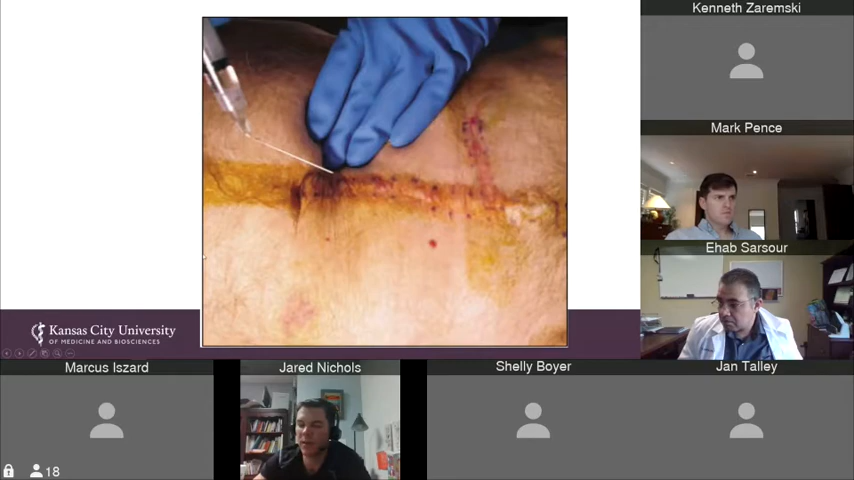 Kenneth Zaremski
Mark Pence
Ehab Sarsour
Kansas City University
OF MEDICINE AND BIOSCIENCES
Marcus Iszard
Jared Nichols
Shelly Boyer
Jan Talley
18